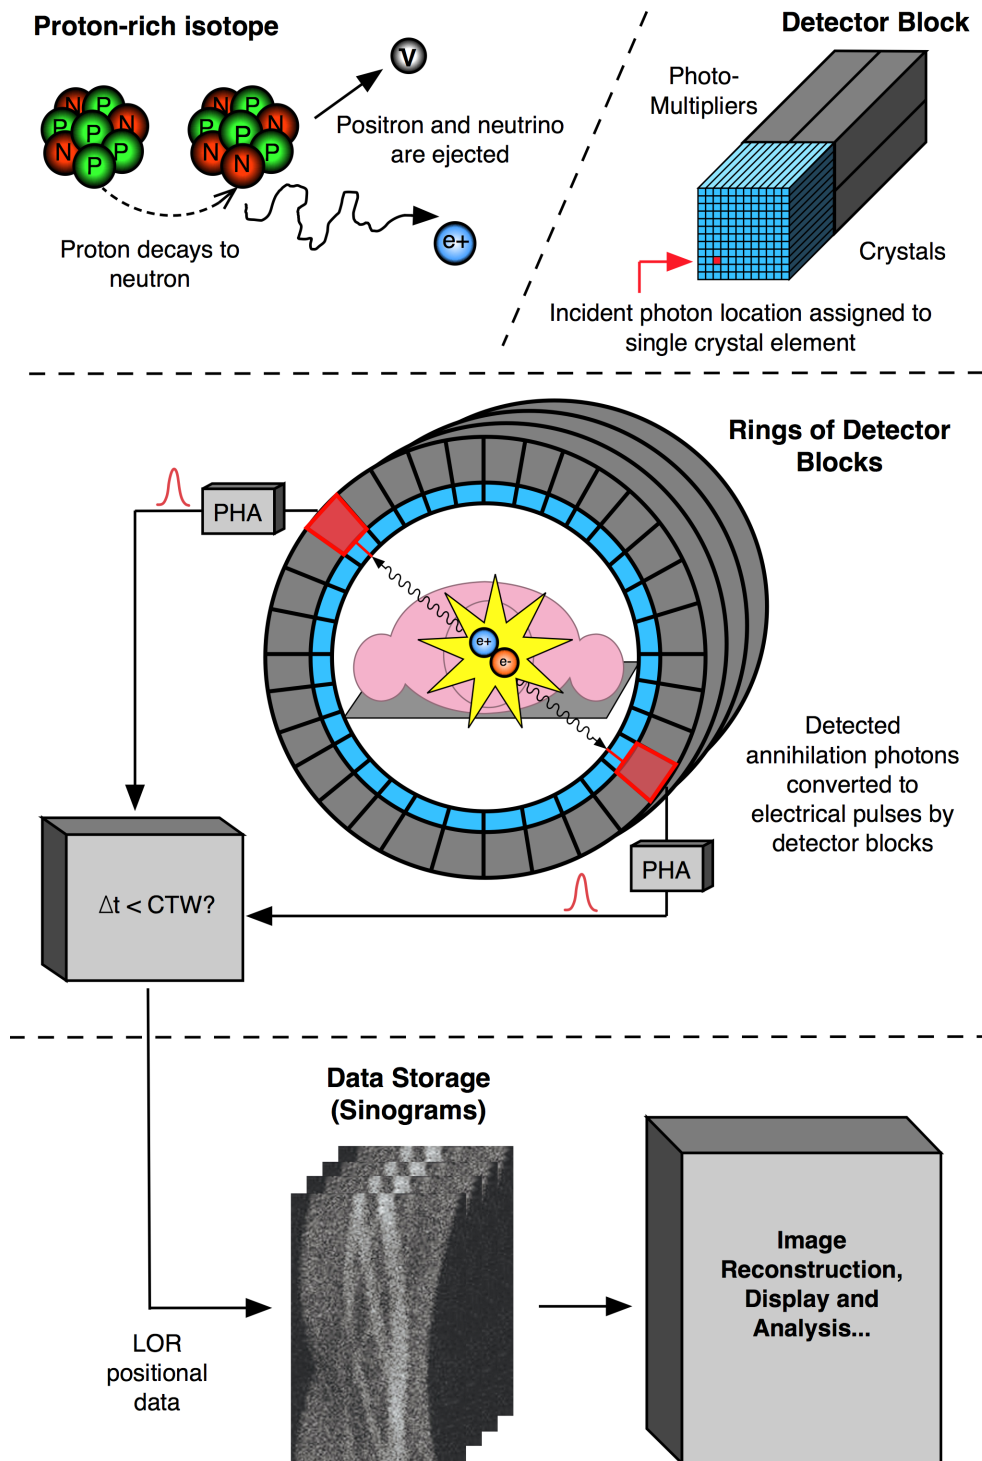 Proton-rich isotope
N P
P P N
N P
P
N P
P P N
N P
N
V
Positron and neutrino
are ejected
e+
Proton decays to
neutron
Detector Block
Photo-
Multipliers
Crystals
Incident photon location assigned to
single crystal element
Rings of Detector
Blocks
PHA
e+
e-
Detected
annihilation photons
converted to
electrical pulses by
detector blocks
PHA
Δt < CTW?
Data Storage
(Sinograms)
LOR
positional
data
Image
Reconstruction,
Display and
Analysis...